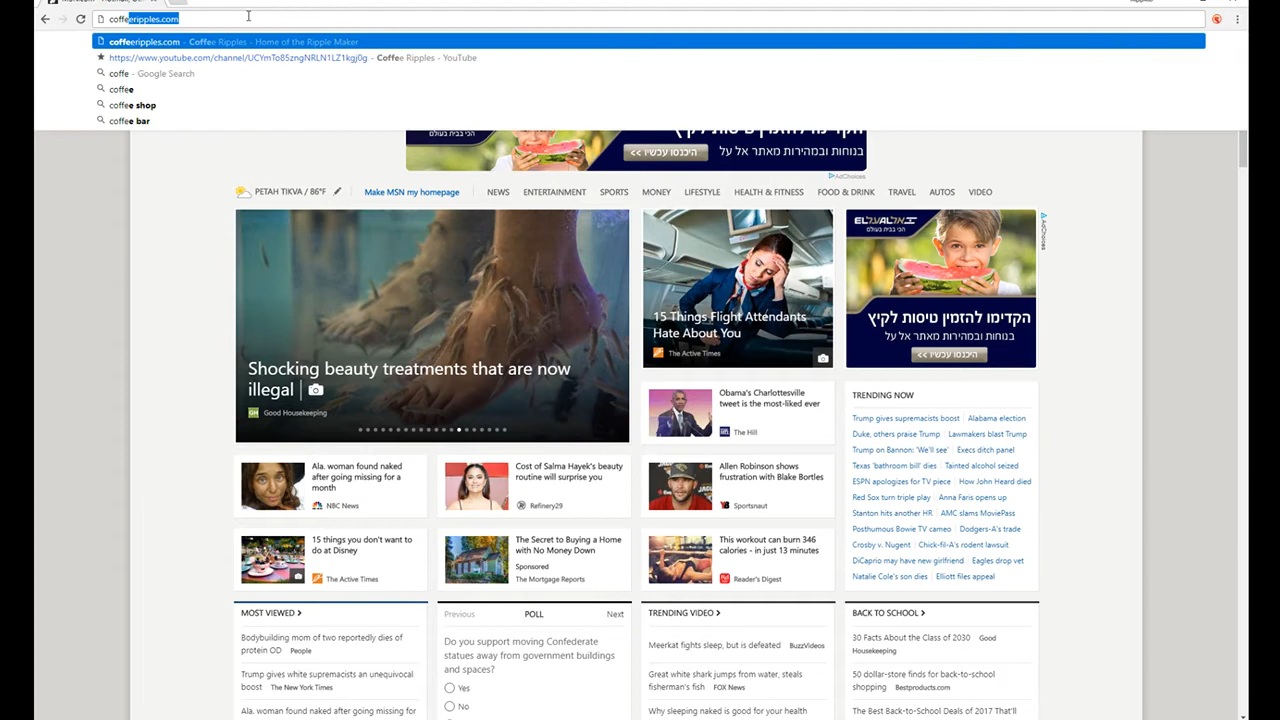 coffeeripples.com
coffeeripples.com - Coffee Ripples - Home of the Ripple Maker
https://www.youtube.com/channel/UCYmTo85zngNRLN1LZ1kgj0g - Coffee Ripples - YouTube
coffe - Google Search
coffee
coffee shop
coffee bar
הקדימו להזמין טיסות לקיץ
בנוחות ובמהירות מאתר אל על
היכנסו עכשיו >>
AdChoices
PETAH TIKVA / 86°F
Make MSN my homepage
NEWS ENTERTAINMENT SPORTS MONEY LIFESTYLE HEALTH & FITNESS FOOD & DRINK TRAVEL AUTOS VIDEO
Shocking beauty treatments that are now
illegal
GH Good Housekeeping
15 Things Flight Attendants
Hate About You
The Active Times
EL AL אל על
AdChoices
הקדימו להזמין טיסות לקיץ
בנוחות ובמהירות מאתר אל על
היכנסו עכשיו >>
Obama's Charlottesville
tweet is the most-liked ever
The Hill
TRENDING NOW
Trump gives supremacists boost Alabama election
Duke, others praise Trump Lawmakers blast Trump
Trump on Bannon: 'We'll see' Execs ditch panel
Texas 'bathroom bill' dies Tainted alcohol seized
ESPN apologizes for TV piece How John Heard died
Red Sox turn triple play Anna Faris opens up
Stanton hits another HR AMC slams MoviePass
Posthumous Bowie TV cameo Dodgers-A's trade
Crosby v. Nugent Chick-fil-A's rodent lawsuit
DiCaprio may have new girlfriend Eagles drop vet
Natalie Cole's son dies Elliott files appeal
Ala. woman found naked
after going missing for a
month
NBC News
Cost of Salma Hayek's beauty
routine will surprise you
Refinery29
Allen Robinson shows
frustration with Blake Bortles
Sportsnaut
15 things you don't want to
do at Disney
The Active Times
The Secret to Buying a Home
with No Money Down
Sponsored
The Mortgage Reports
This workout can burn 346
calories - in just 13 minutes
Reader's Digest
MOST VIEWED
Bodybuilding mom of two reportedly dies of
protein OD People
Trump gives white supremacists an unequivocal
boost The New York Times
Ala. woman found naked after going missing for
Previous POLL Next
Do you support moving Confederate
statues away from government buildings
and spaces?
Yes
No
TRENDING VIDEO
Meerkat fights sleep, but is defeated BuzzVideos
Great white shark jumps from water, steals
fisherman's fish FOX News
Why sleeping naked is good for your health
BACK TO SCHOOL
30 Facts About the Class of 2030 Good
Housekeeping
50 dollar-store finds for back-to-school
shopping Bestproducts.com
The Best Back-to-School Deals of 2017 That'll